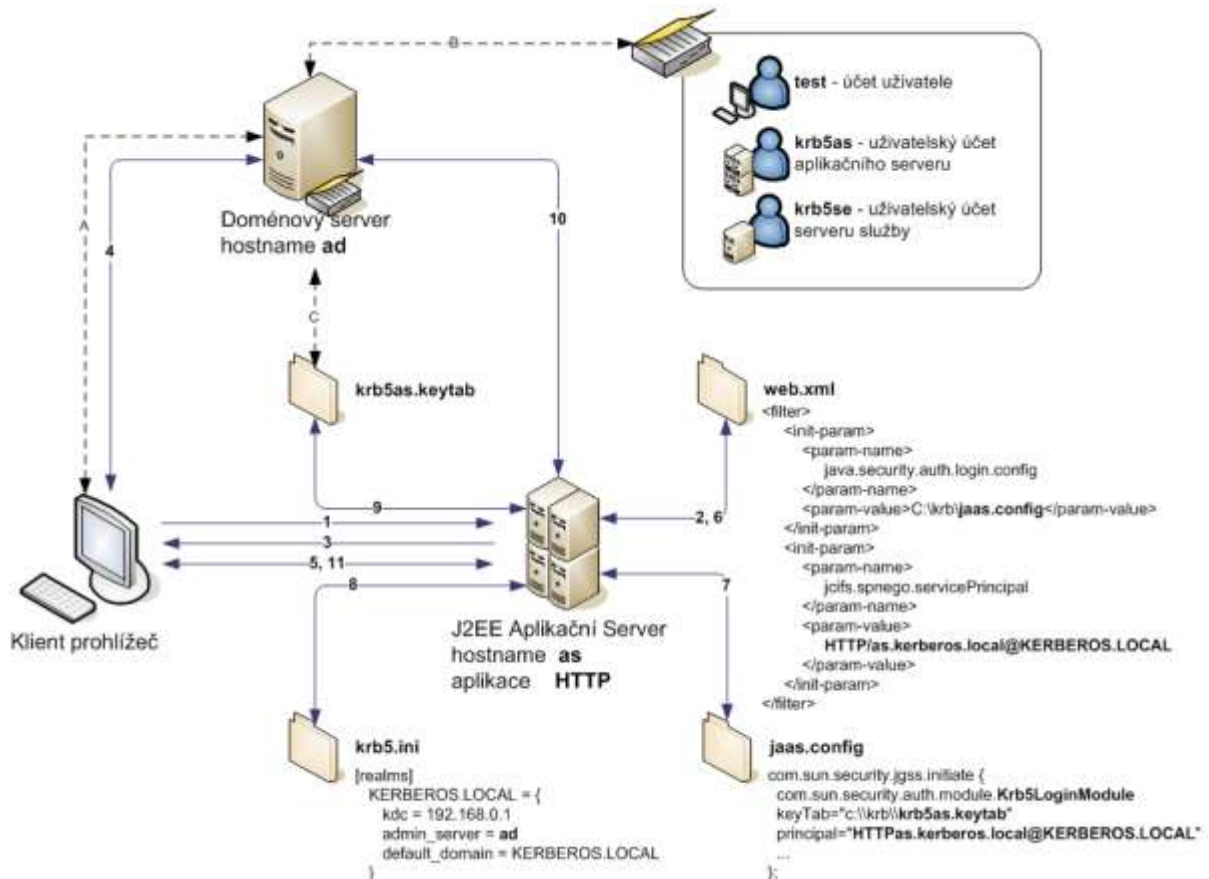 B
test - účet uživatele
krb5as - uživatelský účet
aplikačního serveru
krb5se - uživatelský účet
serveru služby
A
4
Doménový server
hostname ad
10
C
krb5as.keytab
web.xml
<filter>
<init-param>
<param-name>
java.security.auth.login.config
</param-name>
<param-value>C:\krb\jaas.config</param-value>
</init-param>
<init-param>
<param-name>
jcifs.spnego.servicePrincipal
</param-name>
<param-value>
HTTP/as.kerberos.local@KERBEROS.LOCAL
</param-value>
</init-param>
</filter>
9
1
2, 6
3
5, 11
8
7
Klient prohlížeč
J2EE Aplikační Server
hostname as
aplikace HTTP
krb5.ini
[realms]
KERBEROS.LOCAL = {
kdc = 192.168.0.1
admin_server = ad
default_domain = KERBEROS.LOCAL
}
jaas.config
com.sun.security.jgss.initiate {
com.sun.security.auth.module.Krb5LoginModule
keyTab="c:\\krb\\krb5as.keytab"
principal="HTTPas.kerberos.local@KERBEROS.LOCAL"
...
};